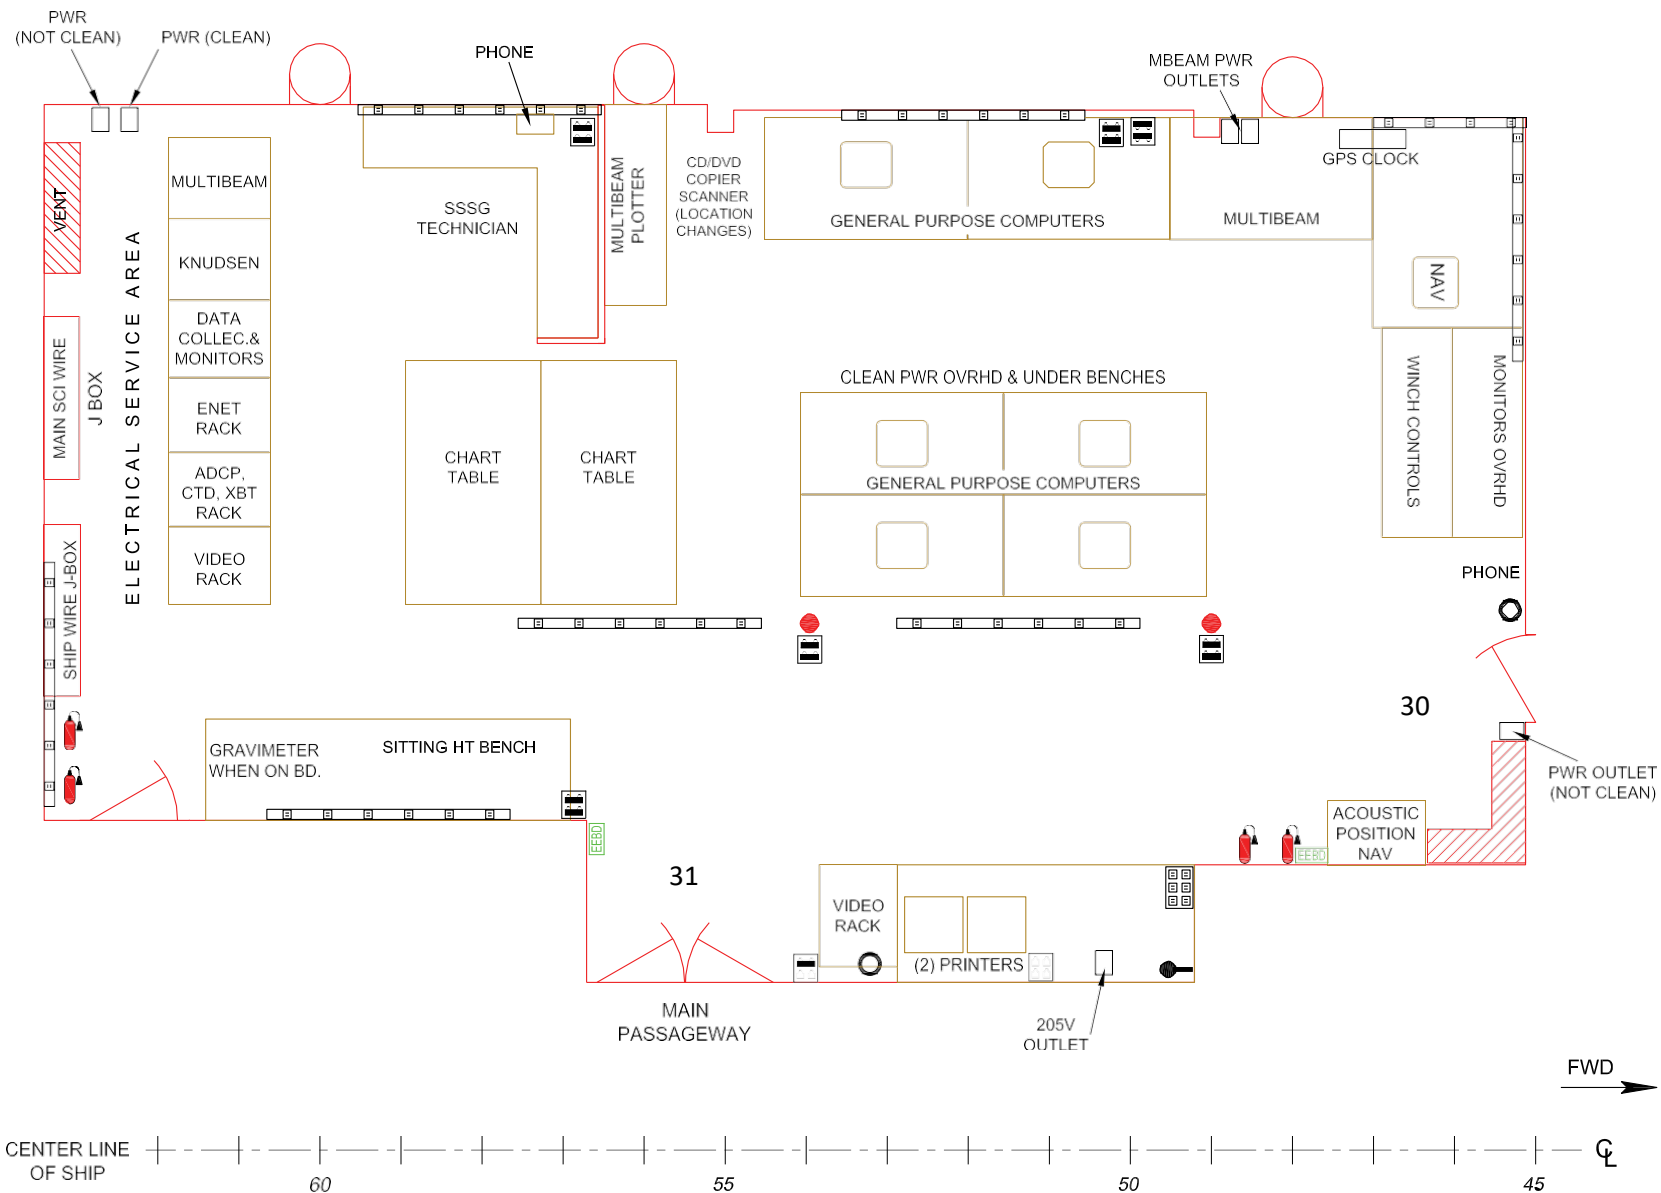 PWR
(NOT CLEAN)
PWR (CLEAN)
PHONE
MBEAM PWR
OUTLETS
GPS CLOCK
VENT
MULTIBEAM
SSSG
TECHNICIAN
MULTIBEAM
PLOTTER
CD/DVD
COPIER
SCANNER
(LOCATION
CHANGES)
GENERAL PURPOSE COMPUTERS
MULTIBEAM
NAV
KNUDSEN
DATA
COLLEC.&
MONITORS
ELECTRICAL SERVICE AREA
MAIN SCI WIRE
J BOX
ENET
RACK
ADCP,
CTD, XBT
RACK
VIDEO
RACK
CHART
TABLE
CHART
TABLE
CLEAN PWR OVRHD & UNDER BENCHES
GENERAL PURPOSE COMPUTERS
WINCH CONTROLS
MONITORS OVRHD
SHIP WIRE J-BOX
PHONE
30
GRAVIMETER
WHEN ON BD.
SITTING HT BENCH
PWR OUTLET
(NOT CLEAN)
EEBD
ACOUSTIC
POSITION
NAV
EEBD
31
VIDEO
RACK
(2) PRINTERS
MAIN
PASSAGEWAY
205V
OUTLET
FWD
CENTER LINE
OF SHIP
60
55
50
45
℄